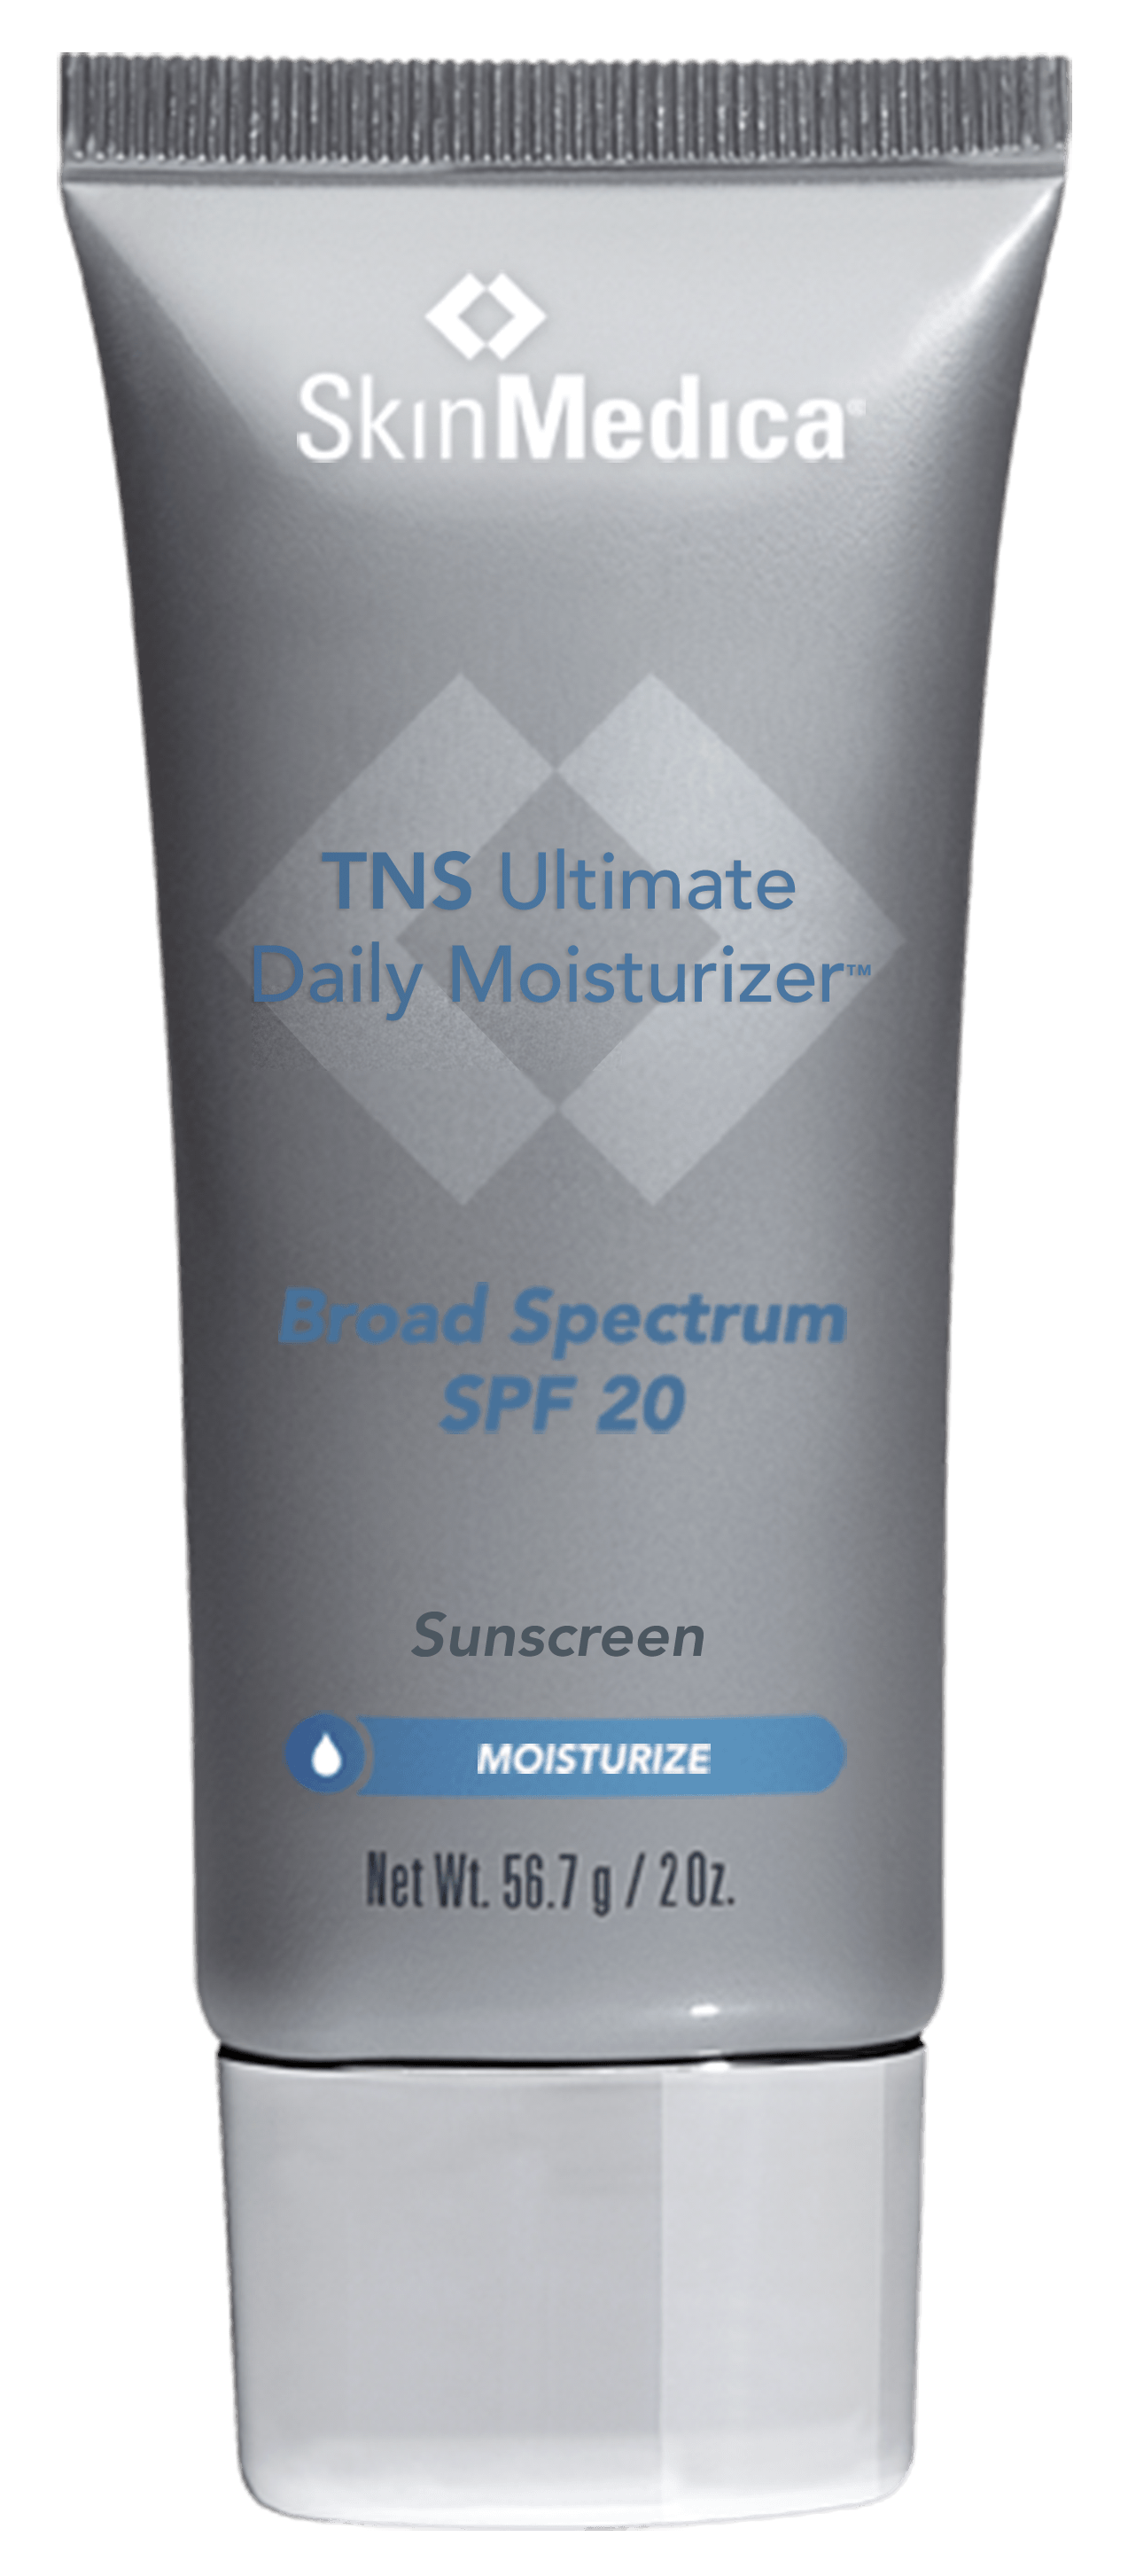 SkinMedica®
TNS Ultimate
Daily Moisturizer™
Broad Spectrum
SPF 20
Sunscreen
MOISTURIZE
Net Wt. 56.7 g / 2 Oz.